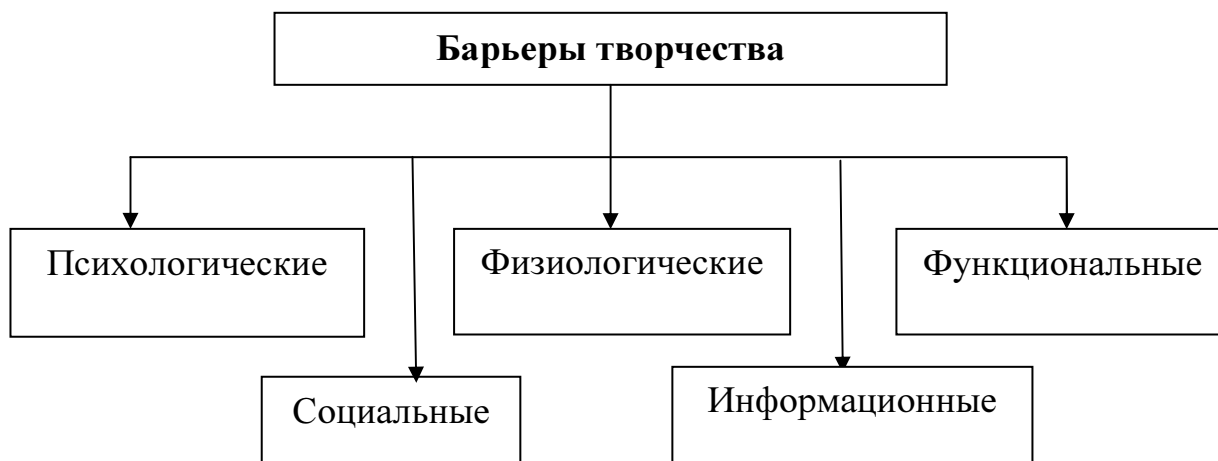 Барьеры творчества
Психологические
Физиологические
Функциональные
Социальные
Информационные